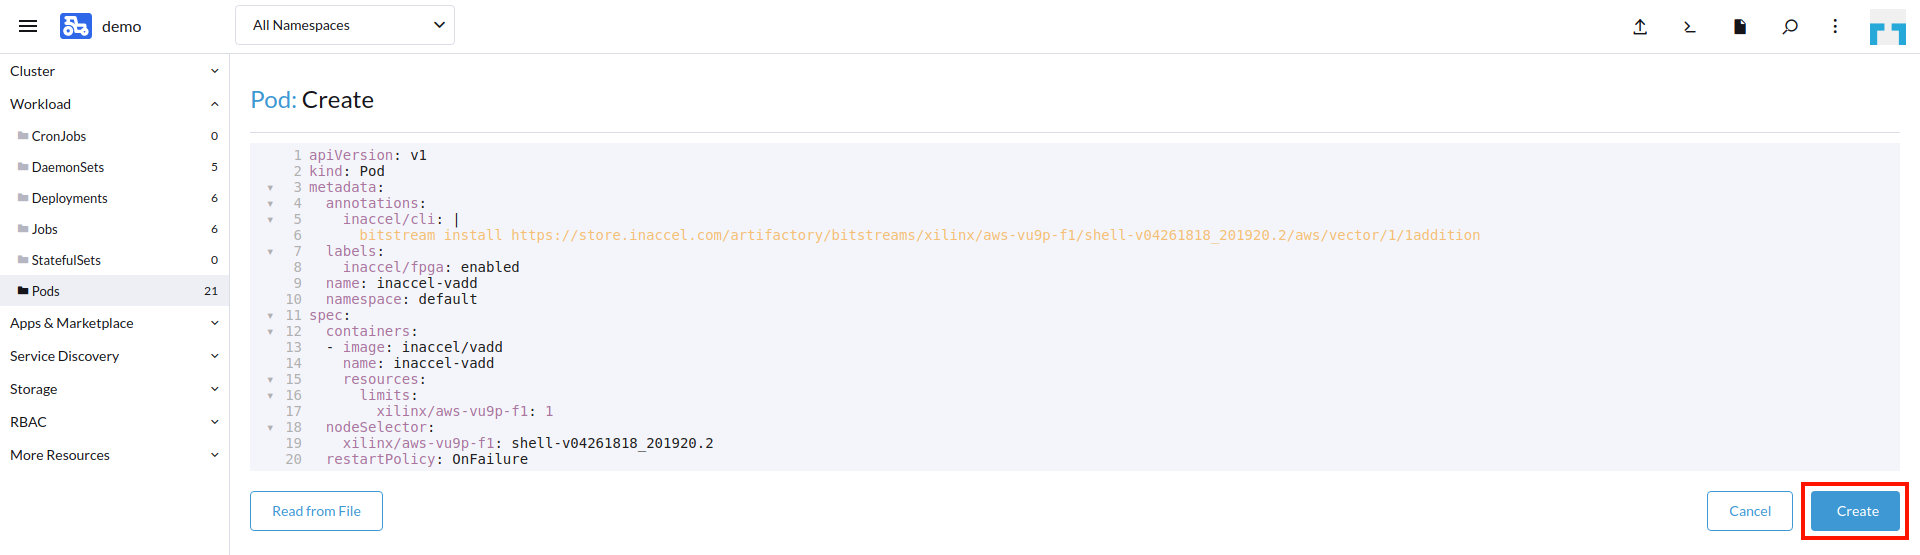 demo
All Namespaces
Cluster
Workload
CronJobs 0
DaemonSets 5
Deployments 6
Jobs 6
StatefulSets 0
Pods 21
Apps & Marketplace
Service Discovery
Storage
RBAC
More Resources
Pod: Create
1 apiVersion: v1
2 kind: Pod
3 metadata:
4   annotations:
5     inaccel/cli: |
6       bitstream install https://store.inaccel.com/artifactory/bitstreams/xilinx/aws-vu9p-f1/shell-v04261818_201920.2/aws/vector/1/1addition
7   labels:
8     inaccel/fpga: enabled
9   name: inaccel-vadd
10   namespace: default
11 spec:
12   containers:
13   - image: inaccel/vadd
14     name: inaccel-vadd
15     resources:
16       limits:
17         xilinx/aws-vu9p-f1: 1
18   nodeSelector:
19     xilinx/aws-vu9p-f1: shell-v04261818_201920.2
20   restartPolicy: OnFailure
Read from File
Cancel
Create